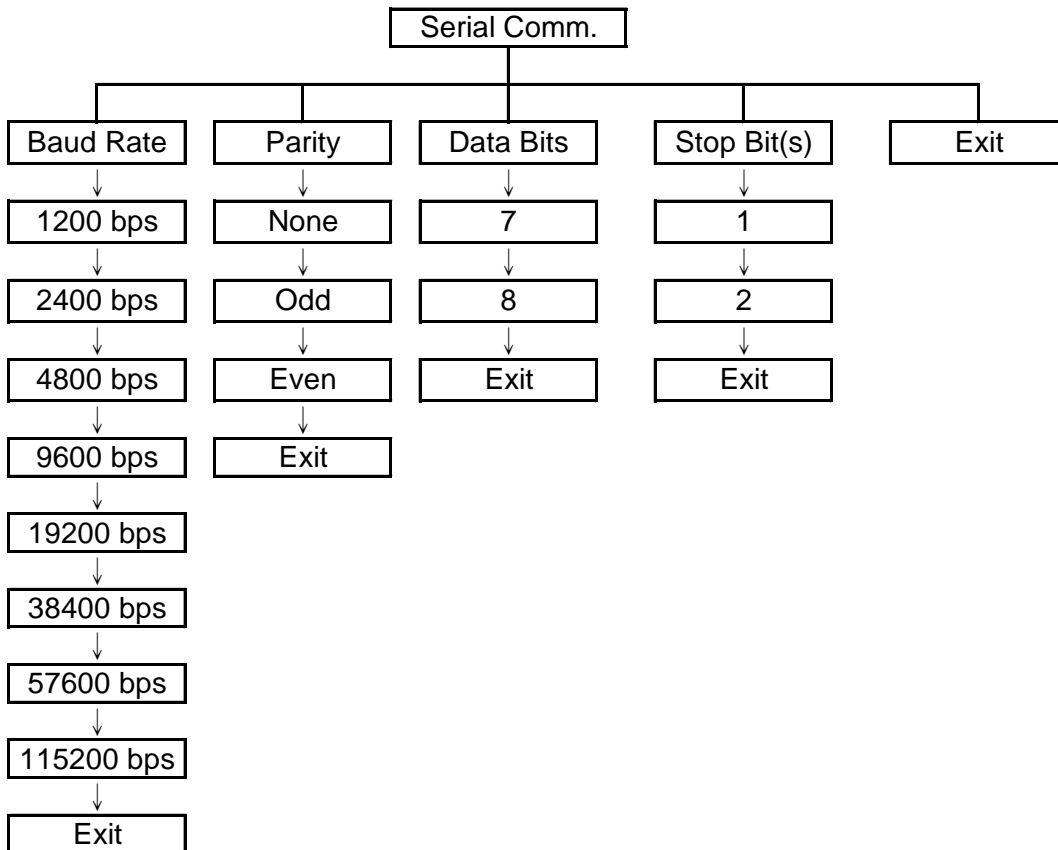 Serial Comm.
Baud Rate
Parity
Data Bits
Stop Bit(s)
Exit
1200 bps
None
7
1
2400 bps
Odd
8
2
4800 bps
Even
Exit
Exit
9600 bps
Exit
19200 bps
38400 bps
57600 bps
115200 bps
Exit